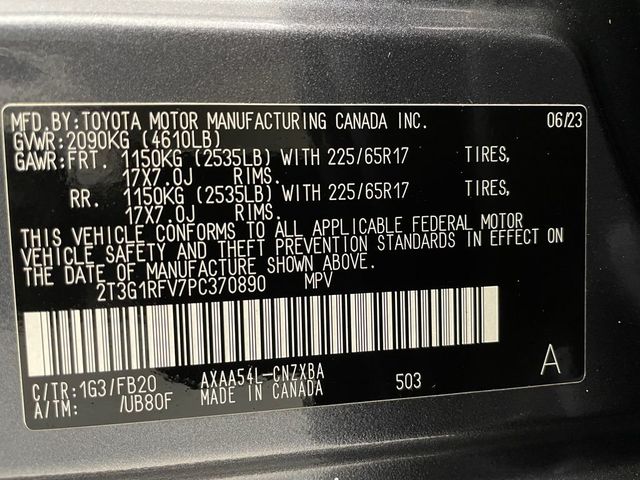 MFD.BY:TOYOTA MOTOR MANUFACTURING CANADA INC. 06/23
GVWR:2090KG (4610LB)
GAWR:FRT. 1150KG (2535LB) WITH 225/65R17 TIRES,
17X7.0J RIMS.
RR. 1150KG (2535LB) WITH 225/65R17 TIRES,
17X7.0J RIMS.
THIS VEHICLE CONFORMS TO ALL APPLICABLE FEDERAL MOTOR
VEHICLE SAFETY AND THEFT PREVENTION STANDARDS IN EFFECT ON
THE DATE OF MANUFACTURE SHOWN ABOVE.
2T3G1RFV7PC370890 MPV
C/TR:1G3/FB20 AXAA54L-CNZXBA
A/TM: /UB80F MADE IN CANADA 503 A